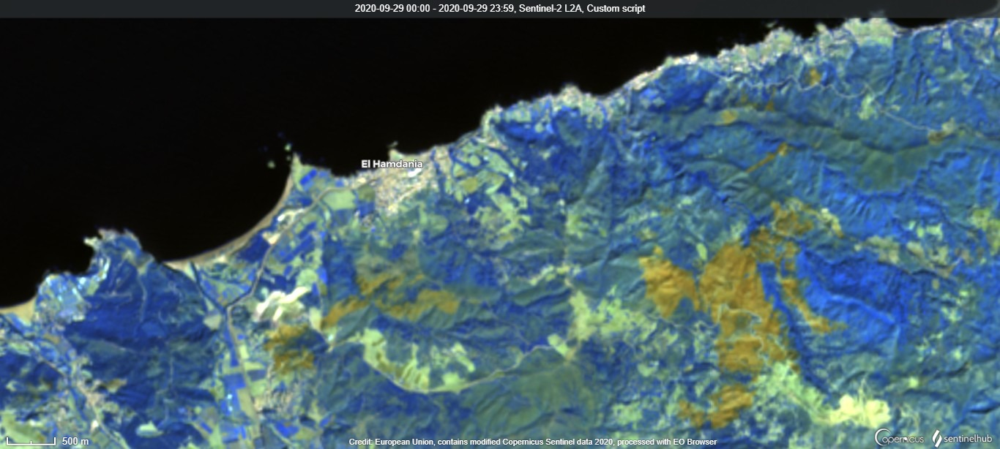 2020-09-29 00:00 - 2020-09-29 23:59, Sentinel-2 L2A, Custom script
El Hamdania
500 m
Credit: European Union, contains modified Copernicus Sentinel data 2020, processed with EO Browser
Copernicus sentinelhub